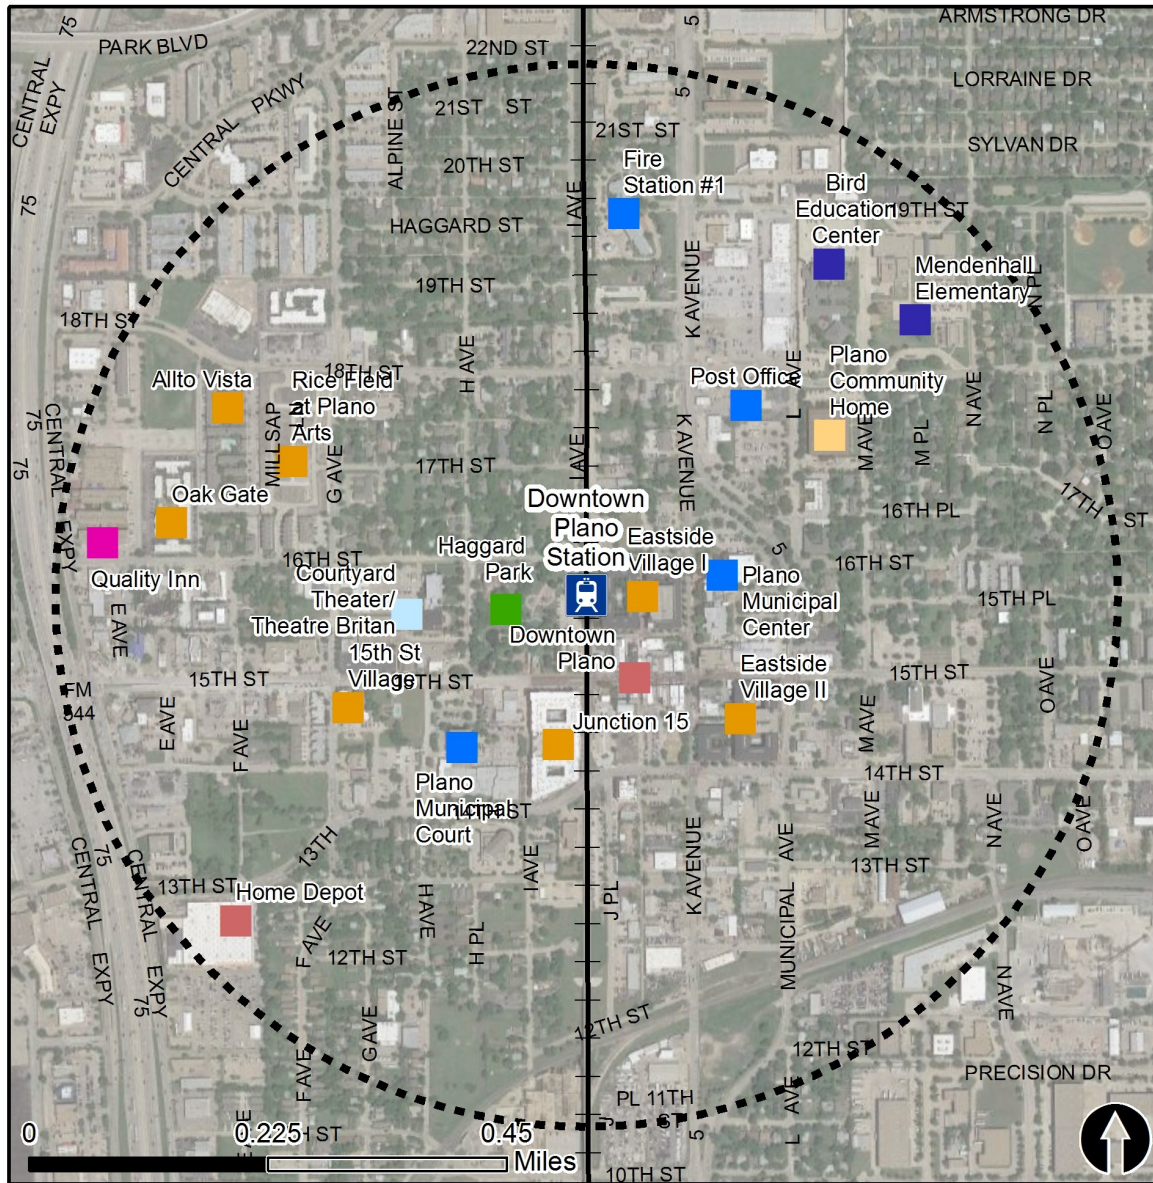 75
PARK BLVD
22ND ST
5
ARMSTRONG DR
CENTRAL
EXPY
CENTRAL PKWY
ALPINE ST
21ST ST
5
LORRAINE DR
21ST ST
SYLVAN DR
20TH ST
Fire
Station #1
75
I AVE
HAGGARD ST
Bird
Education
Center
19TH ST
19TH ST
K AVENUE
Mendenhall
Elementary
N PL
18TH ST
H AVE
18TH ST
Allto Vista
Rice Field
at Plano
Arts
Post Office
L AVE
Plano
Community
Home
N AVE
N PL
O AVE
75
CENTRAL
EXPY
75
MILLSAP
LN
G AVE
17TH ST
I AVE
K AVENUE
M AVE
M PL
Oak Gate
Downtown
Plano
Station
16TH PL
17TH ST
Quality Inn
16TH ST
Haggard
Park
Eastside
Village I
5
16TH ST
Courtyard
Theater/
Theatre Britan
Plano
Municipal
Center
15TH PL
E AVE
Downtown
Plano
15th St
Village
15TH ST
15TH ST
Eastside
Village II
15TH ST
O AVE
FM
544
E AVE
F AVE
Junction 15
M AVE
Plano
Municipal
Court
14TH ST
14TH ST
CENTRAL
EXPY
75
CENTRAL
EXPY
75
13TH
I AVE
K AVENUE
MUNICIPAL AVE
M AVE
N AVE
O AVE
13TH ST
13TH ST
Home Depot
H AVE
J PL
F AVE
12TH ST
H PL
N AVE
G AVE
12TH ST
12TH ST
F AVE
PRECISION DR
J PL
11TH
ST
L AVE
5
E AVE
H ST
10TH ST
0 0.225 0.45
Miles